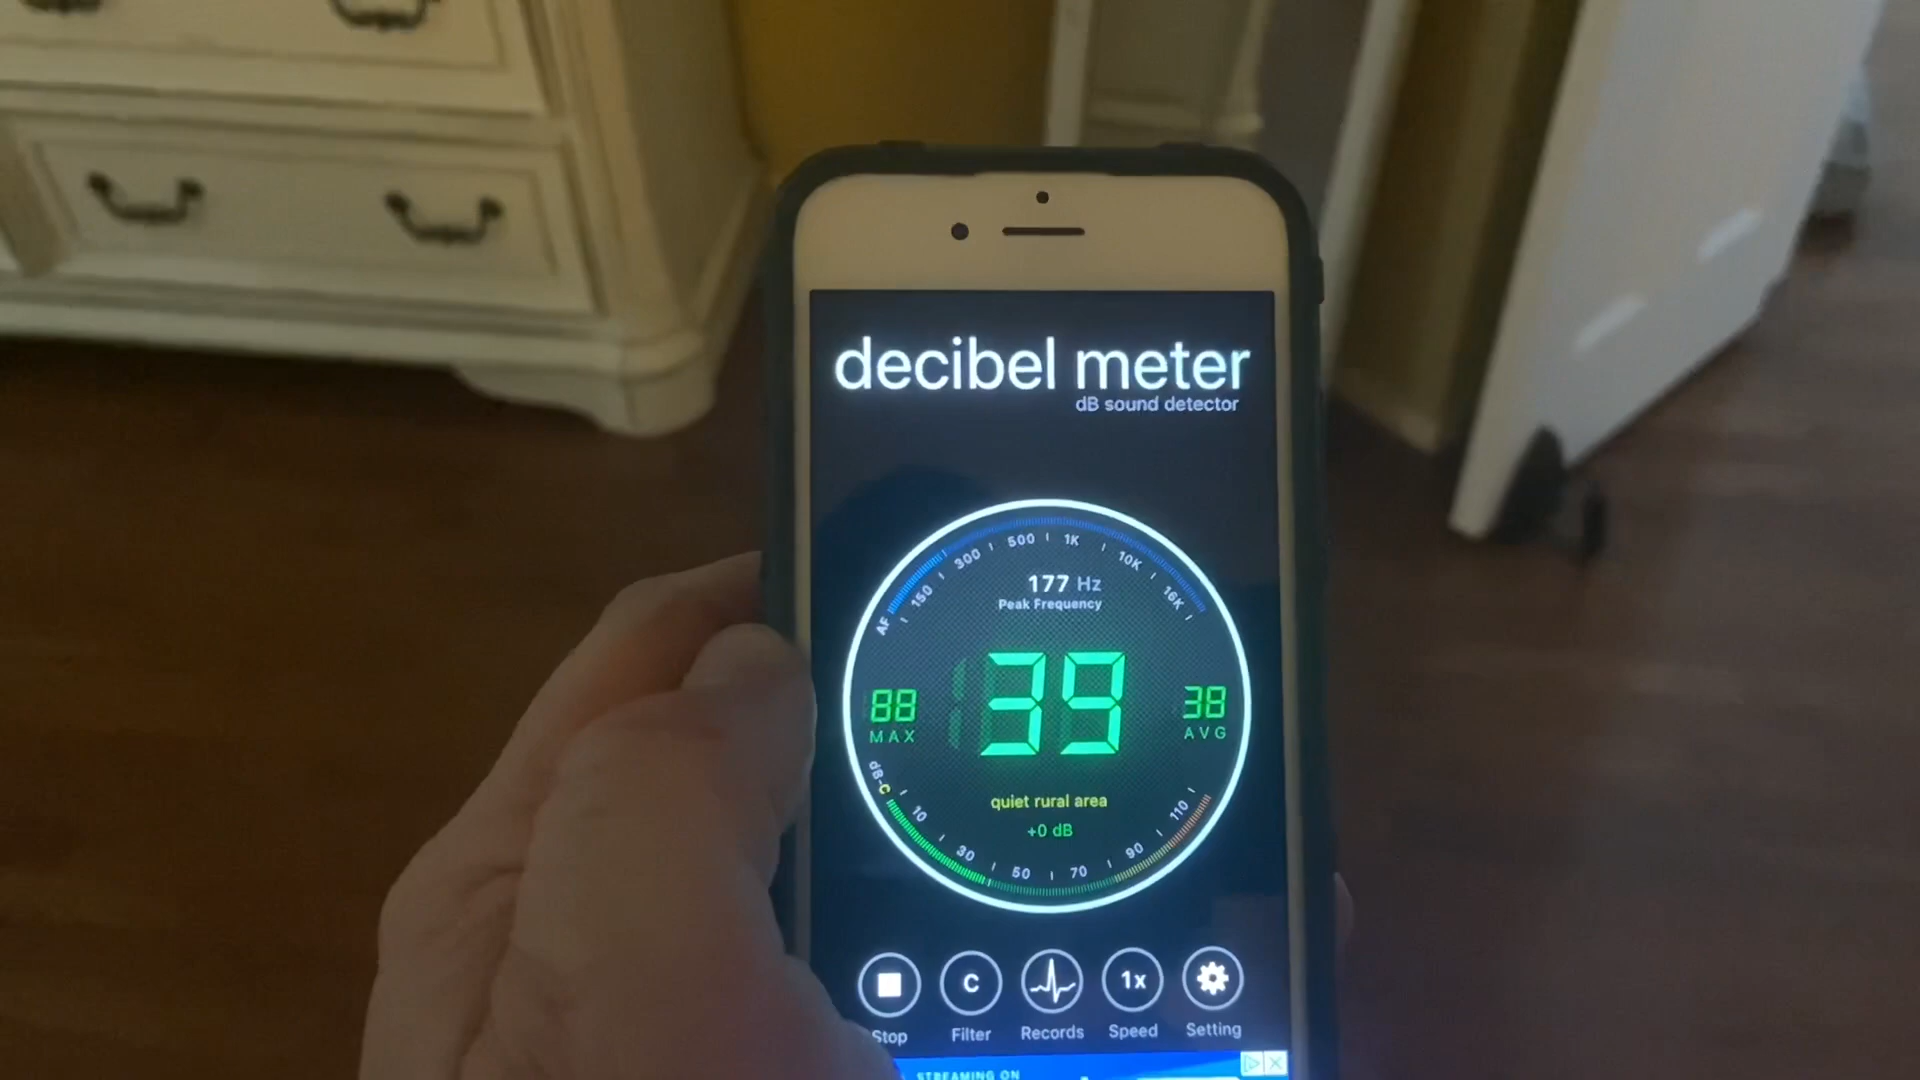 decibel meter
dB sound detector
AF 150 300 500 1K 10K 16K
177 Hz
Peak Frequency
88
MAX
39
38
AVG
quiet rural area
+0 dB
dB-C 10 30 50 70 90 110
C
1x
Stop
Filter
Records
Speed
Setting
STREAMING ON